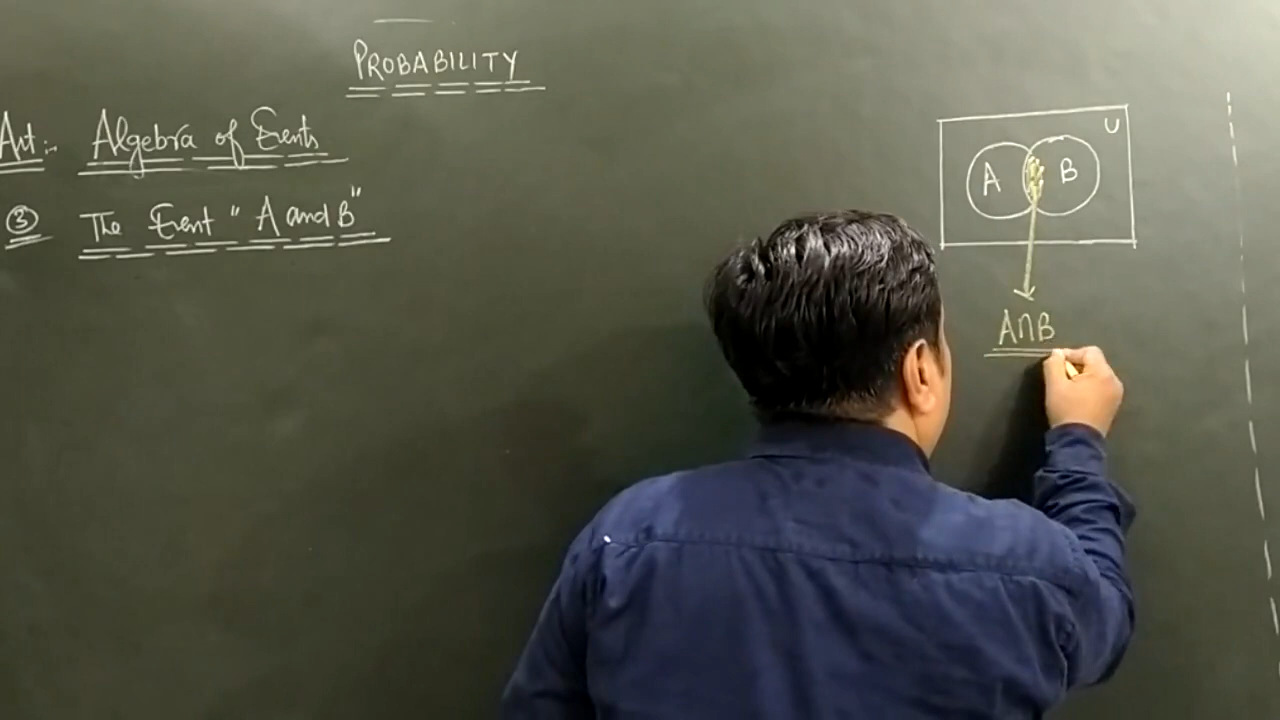 PROBABILITY
Art:- Algebra of Events
③ The Event "A and B"
U
A B
A∩B